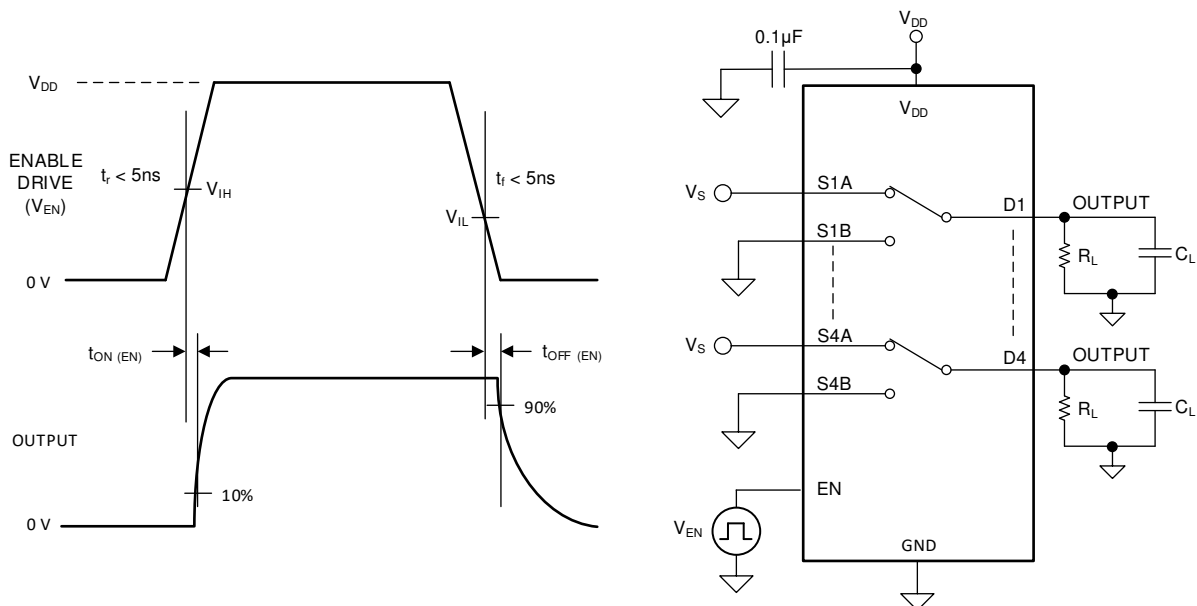 V_DD
ENABLE
DRIVE
(V_EN)
t_r < 5ns
V_IH
t_f < 5ns
V_IL
0 V
t_ON (EN)
t_OFF (EN)
90%
OUTPUT
10%
0 V
V_DD
0.1µF
V_DD
V_S
S1A
D1
OUTPUT
S1B
R_L
C_L
V_S
S4A
D4
OUTPUT
S4B
R_L
C_L
EN
V_EN
GND